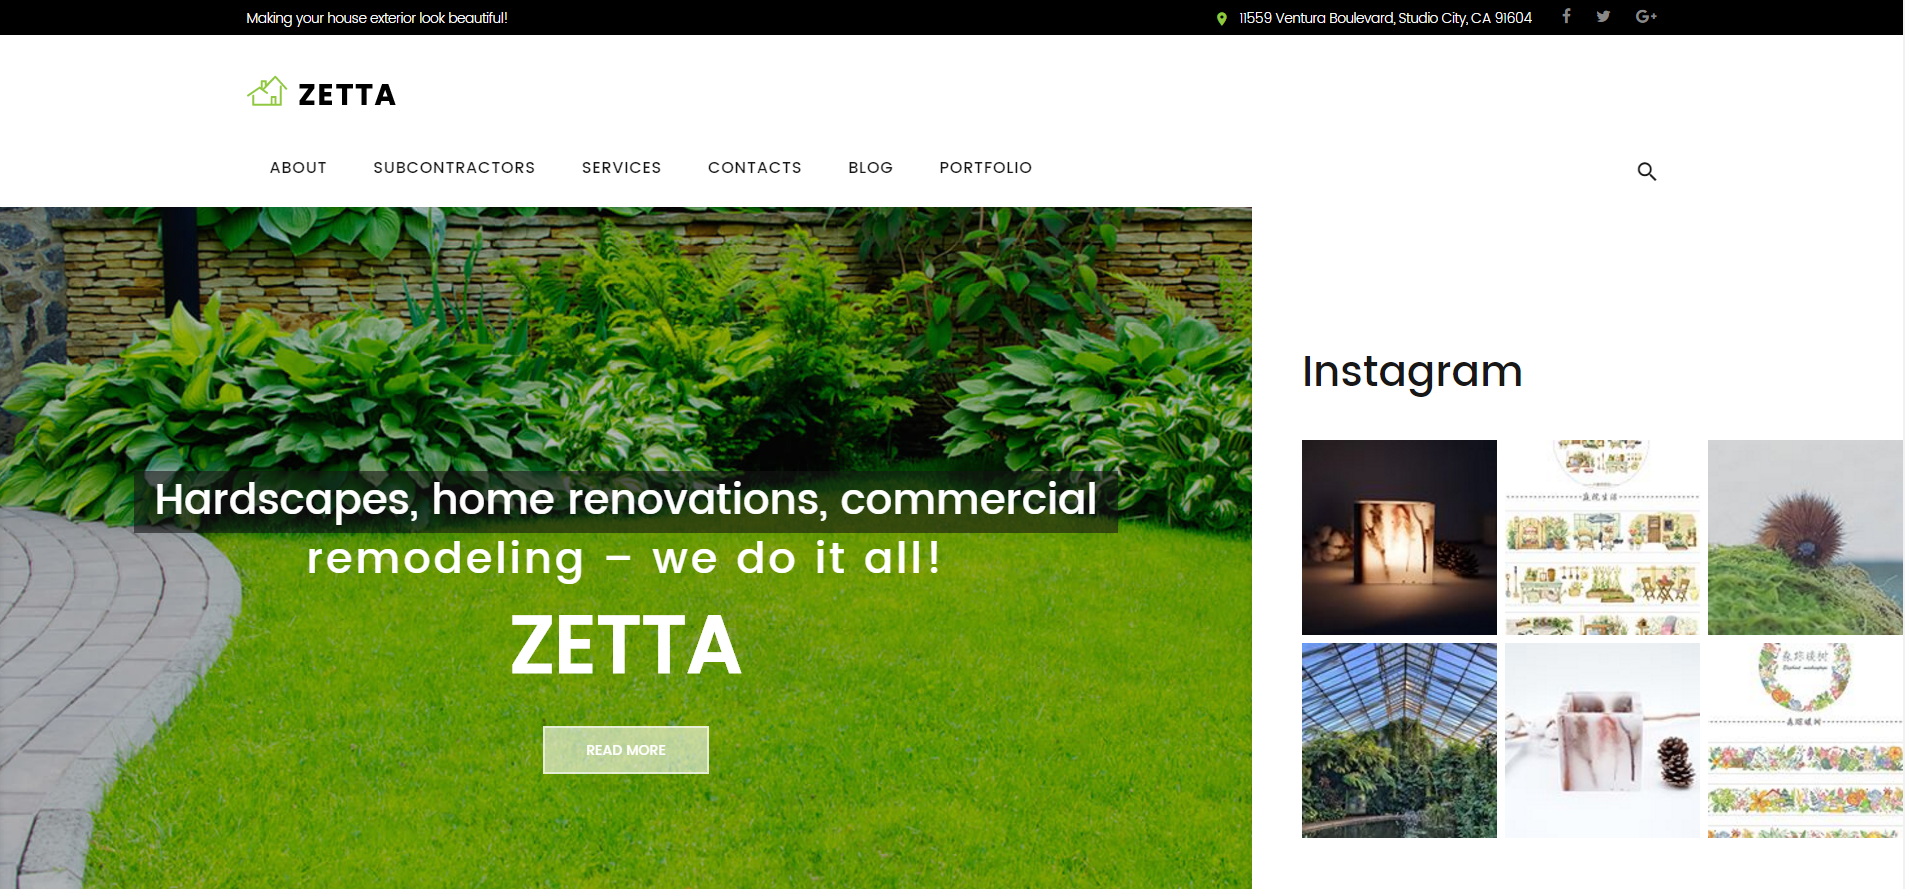 Making your house exterior look beautiful!
11559 Ventura Boulevard, Studio City, CA 91604
ZETTA
ABOUT SUBCONTRACTORS SERVICES CONTACTS BLOG PORTFOLIO
Hardscapes, home renovations, commercial
remodeling – we do it all!
ZETTA
READ MORE
Instagram